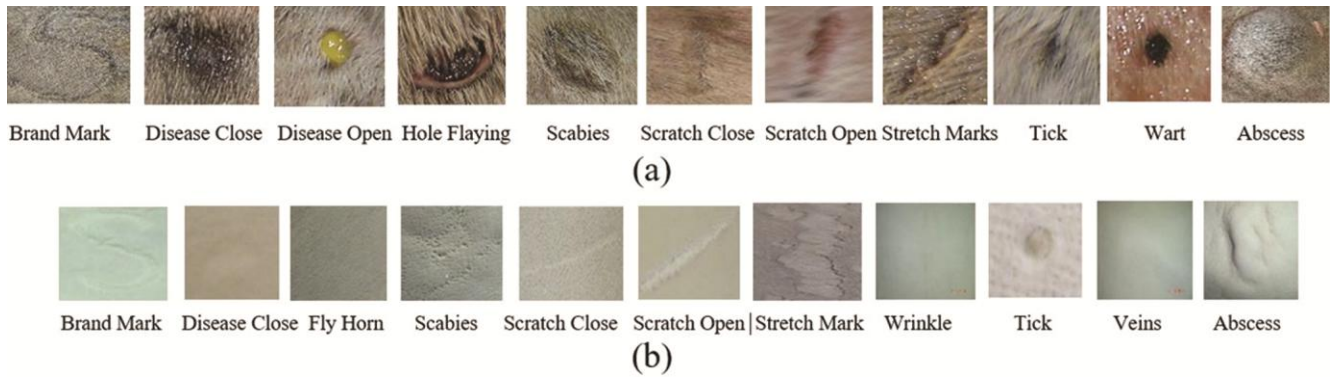 Brand Mark Disease Close Disease Open Hole Flaying Scabies Scratch Close Scratch Open Stretch Marks Tick Wart Abscess
(a)
Brand Mark Disease Close Fly Horn Scabies Scratch Close Scratch Open | Stretch Mark Wrinkle Tick Veins Abscess
(b)